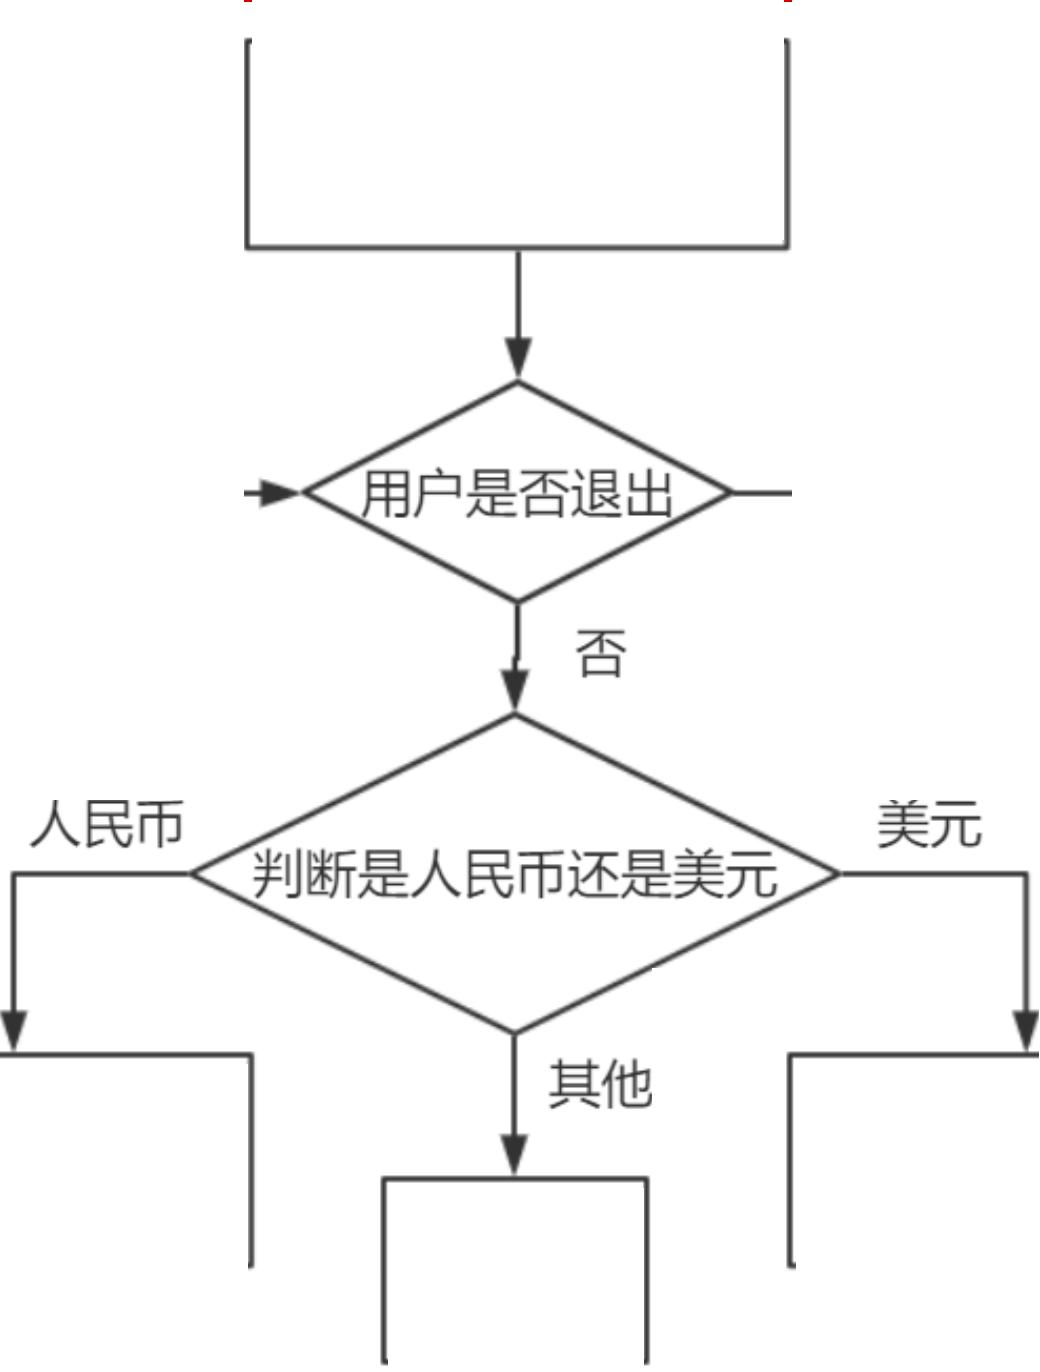 用户是否退出
否
人民币
美元
判断是人民币还是美元
其他